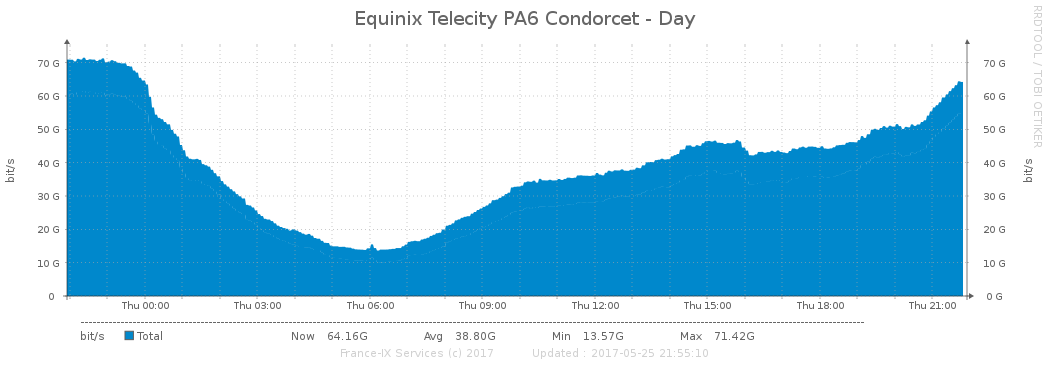 Equinix Telecity PA6 Condorcet - Day
RRDTOOL / TOBI OETIKER
bit/s
bit/s
70 G 70 G
60 G 60 G
50 G 50 G
40 G 40 G
30 G 30 G
20 G 20 G
10 G 10 G
0 0 G
Thu 00:00 Thu 03:00 Thu 06:00 Thu 09:00 Thu 12:00 Thu 15:00 Thu 18:00 Thu 21:00
bit/s Total Now 64.16G Avg 38.80G Min 13.57G Max 71.42G
France-IX Services (c) 2017 Updated : 2017-05-25 21:55:10